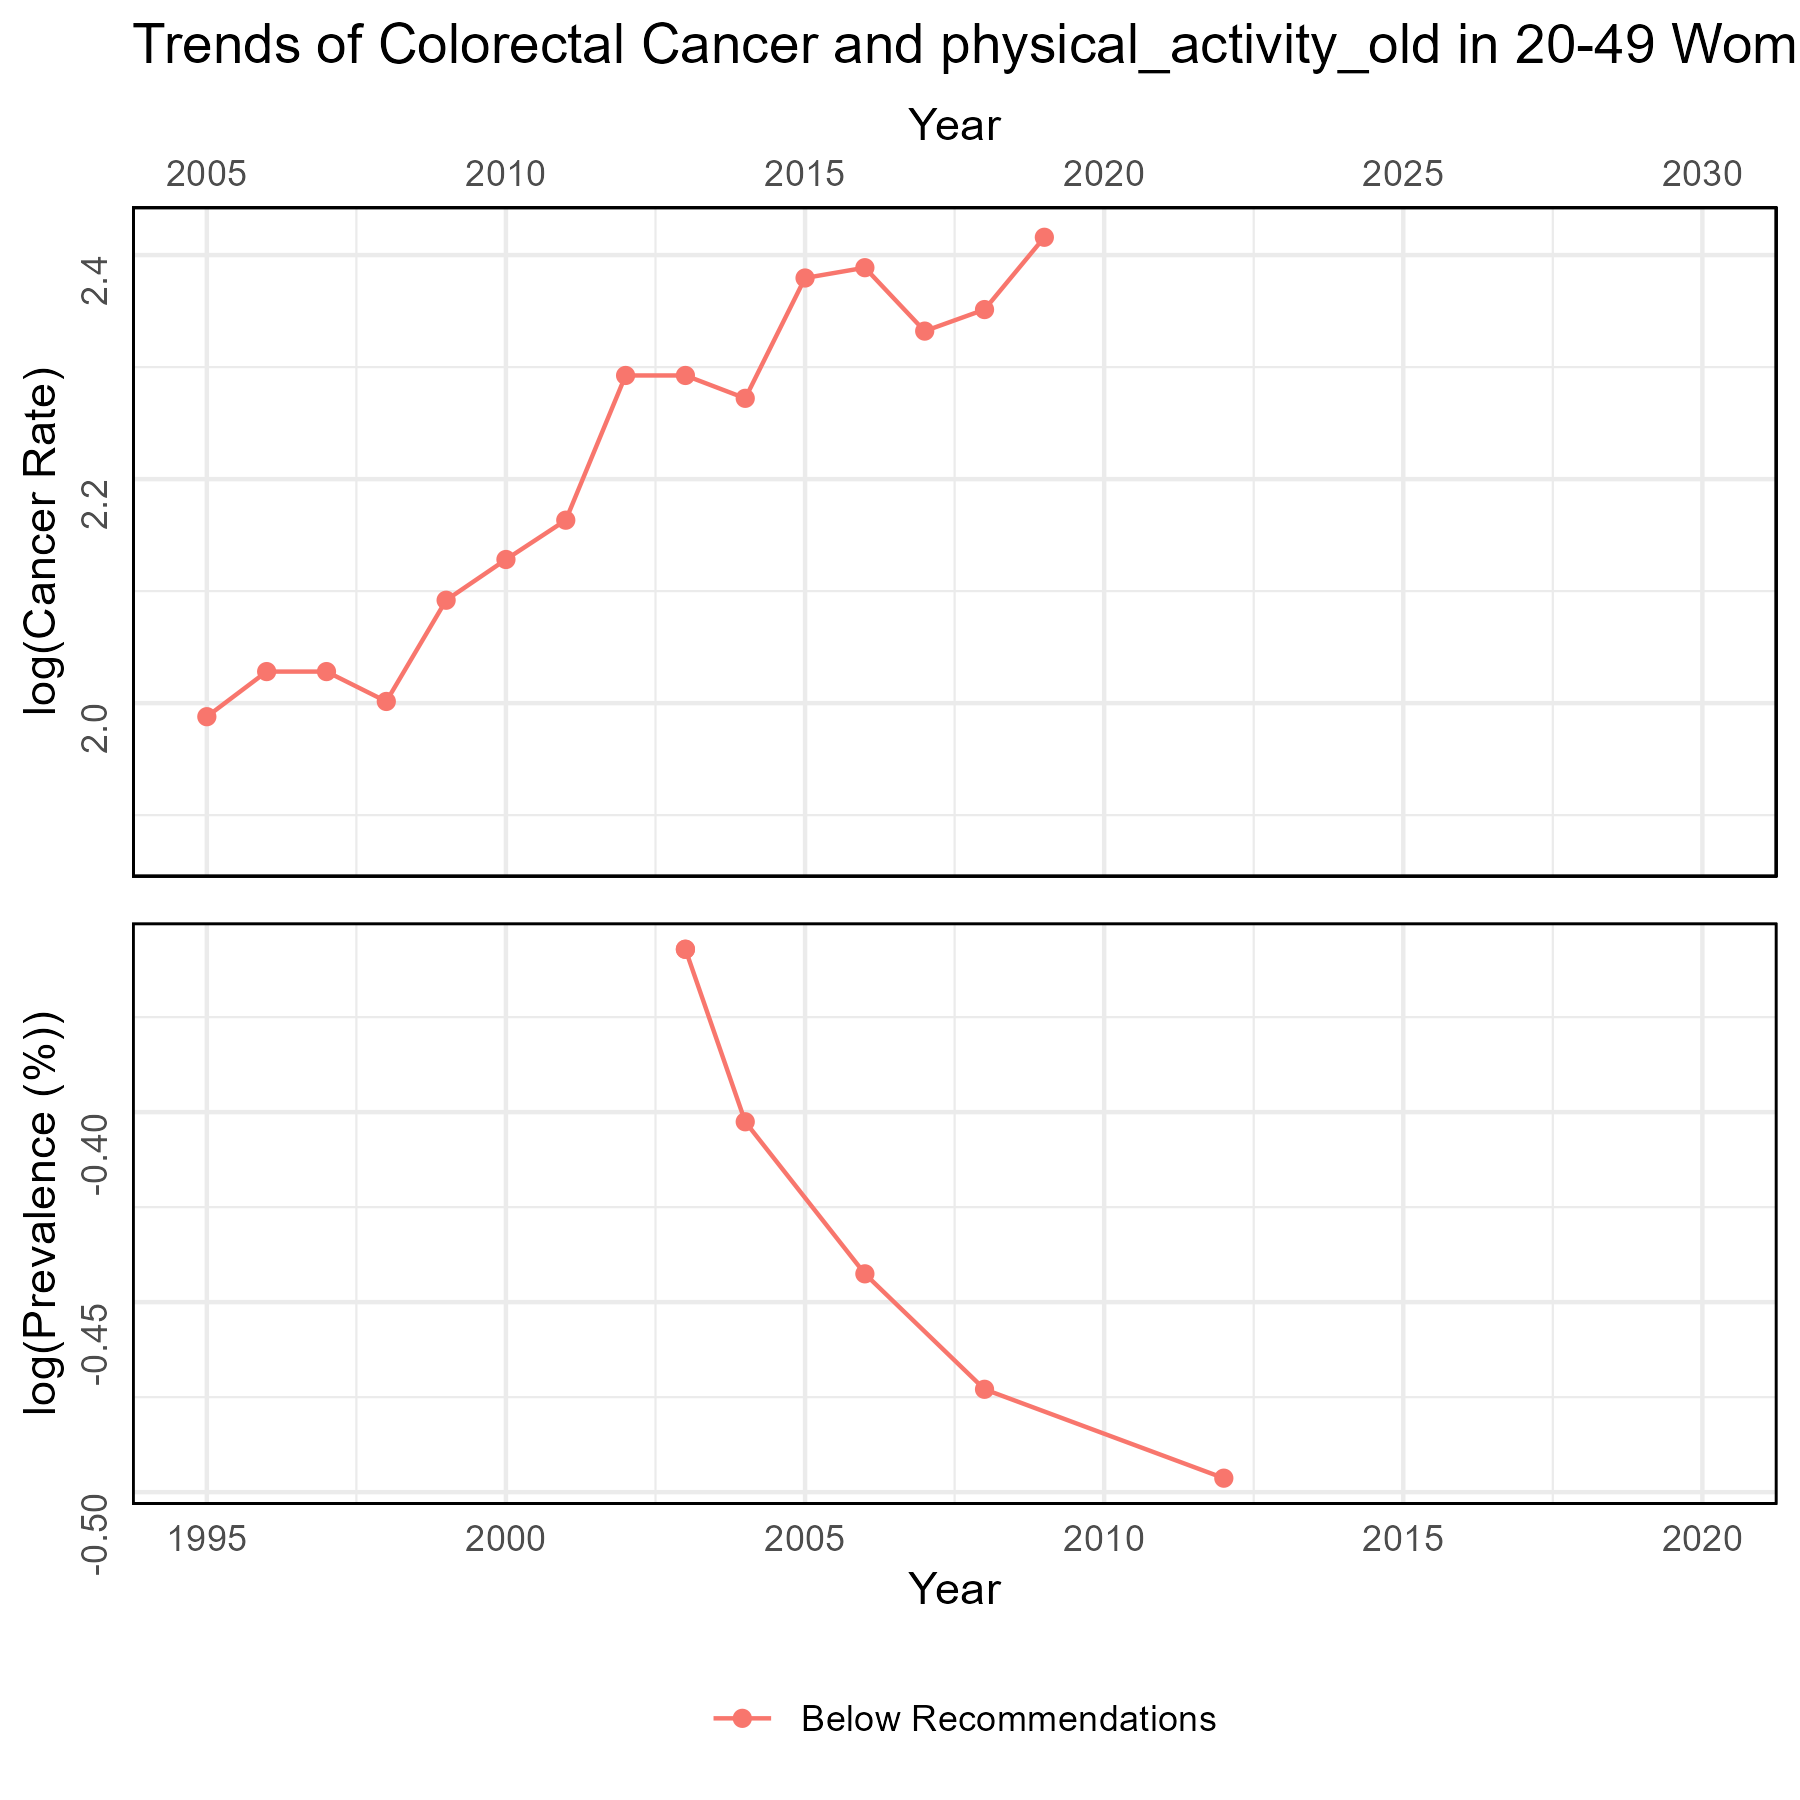 Trends of Colorectal Cancer and physical_activity_old in 20-49 Wom
Year
2005 2010 2015 2020 2025 2030
log(Cancer Rate)
2.4
2.2
2.0
log(Prevalence (%))
-0.40
-0.45
-0.50
1995 2000 2005 2010 2015 2020
Year
Below Recommendations